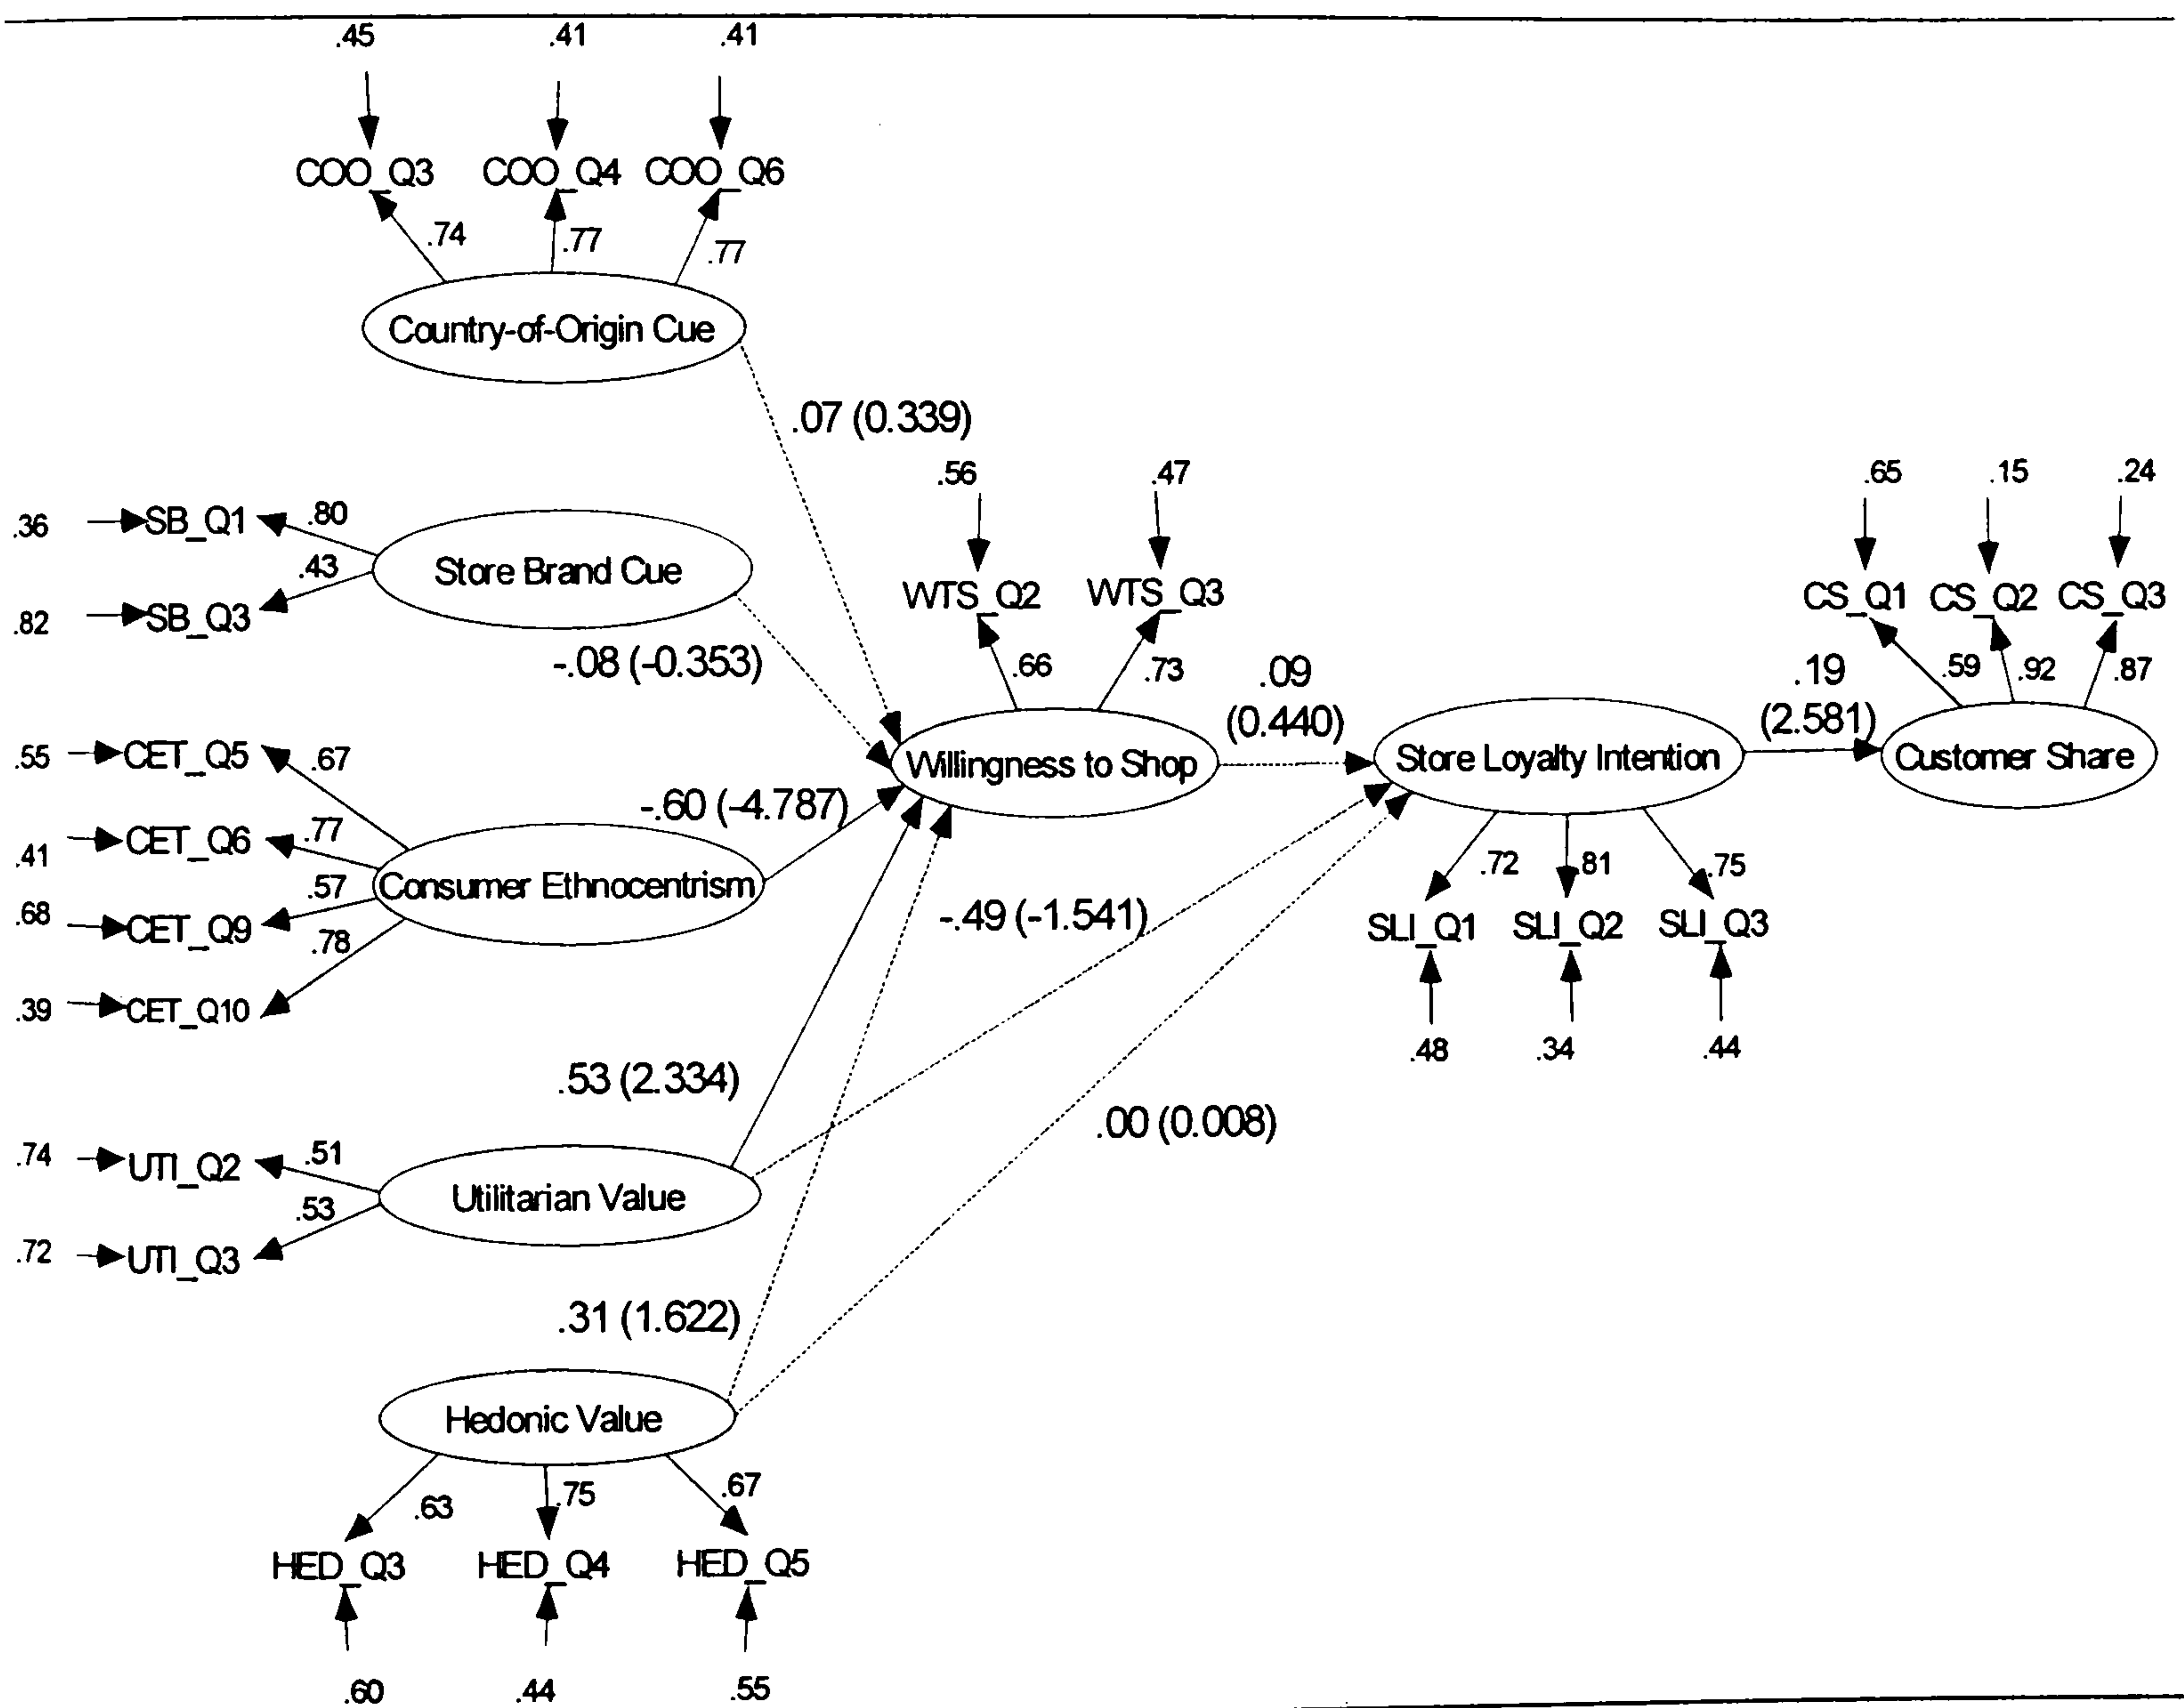 .45 .41 .41
COO_Q3 COO_Q4 COO_Q6
.74 .77 .77
Country-of-Origin Cue
.07 (0.339)
.36 SB_Q1 .80
.82 SB_Q3 .43
Store Brand Cue
-.08 (-0.353)
.55 CET_Q5 .67
.41 CET_Q6 .77
.68 CET_Q9 .57
.39 CET_Q10 .78
Consumer Ethnocentrism
-.60 (-4.787)
.74 UTI_Q2 .51
.72 UTI_Q3 .53
Utilitarian Value
.53 (2.334)
-.49 (-1.541)
Hedonic Value
.31 (1.622)
.00 (0.008)
.63 .75 .67
HED_Q3 HED_Q4 HED_Q5
.60 .44 .55
.56 .47
WTS_Q2 WTS_Q3
.66 .73
Willingness to Shop
.09
(0.440)
Store Loyalty Intention
.72 .81 .75
SLI_Q1 SLI_Q2 SLI_Q3
.48 .34 .44
.19
(2.581)
.65 .15 .24
CS_Q1 CS_Q2 CS_Q3
.59 .92 .87
Customer Share